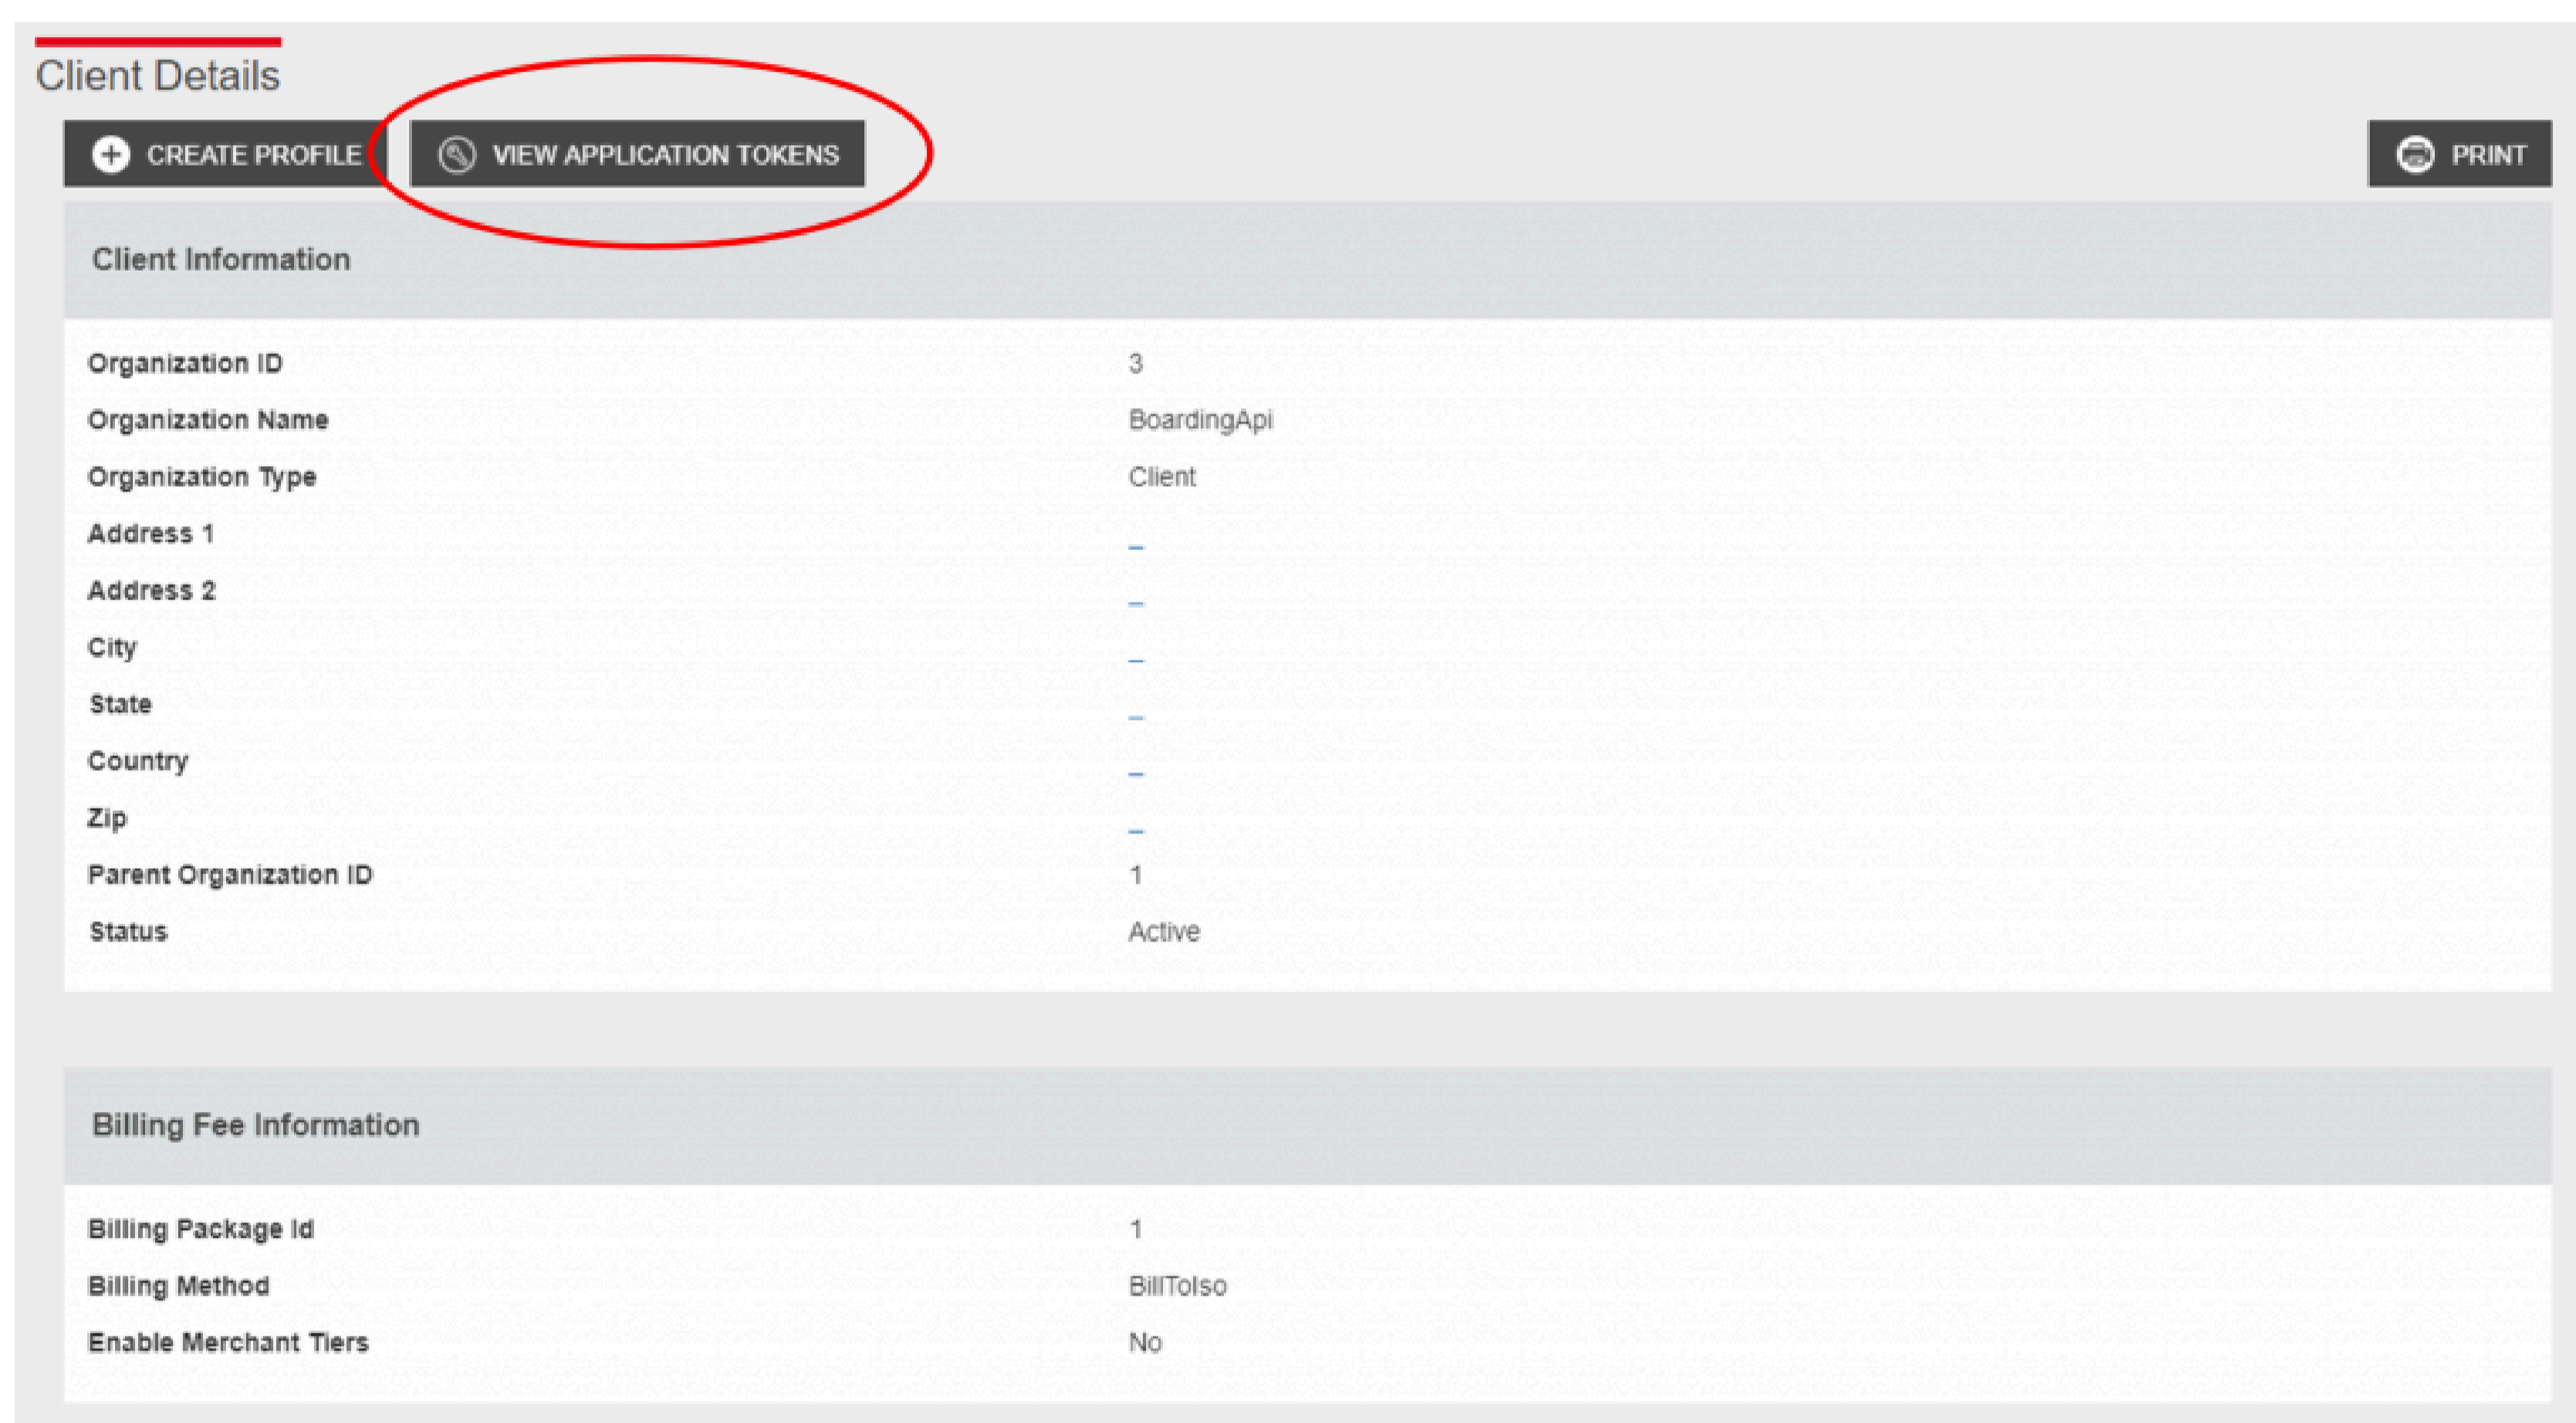 Client Details
CREATE PROFILE VIEW APPLICATION TOKENS PRINT
Client Information
Organization ID 3
Organization Name BoardingApi
Organization Type Client
Address 1 –
Address 2 –
City –
State –
Country –
Zip –
Parent Organization ID 1
Status Active
Billing Fee Information
Billing Package Id 1
Billing Method BillToIso
Enable Merchant Tiers No